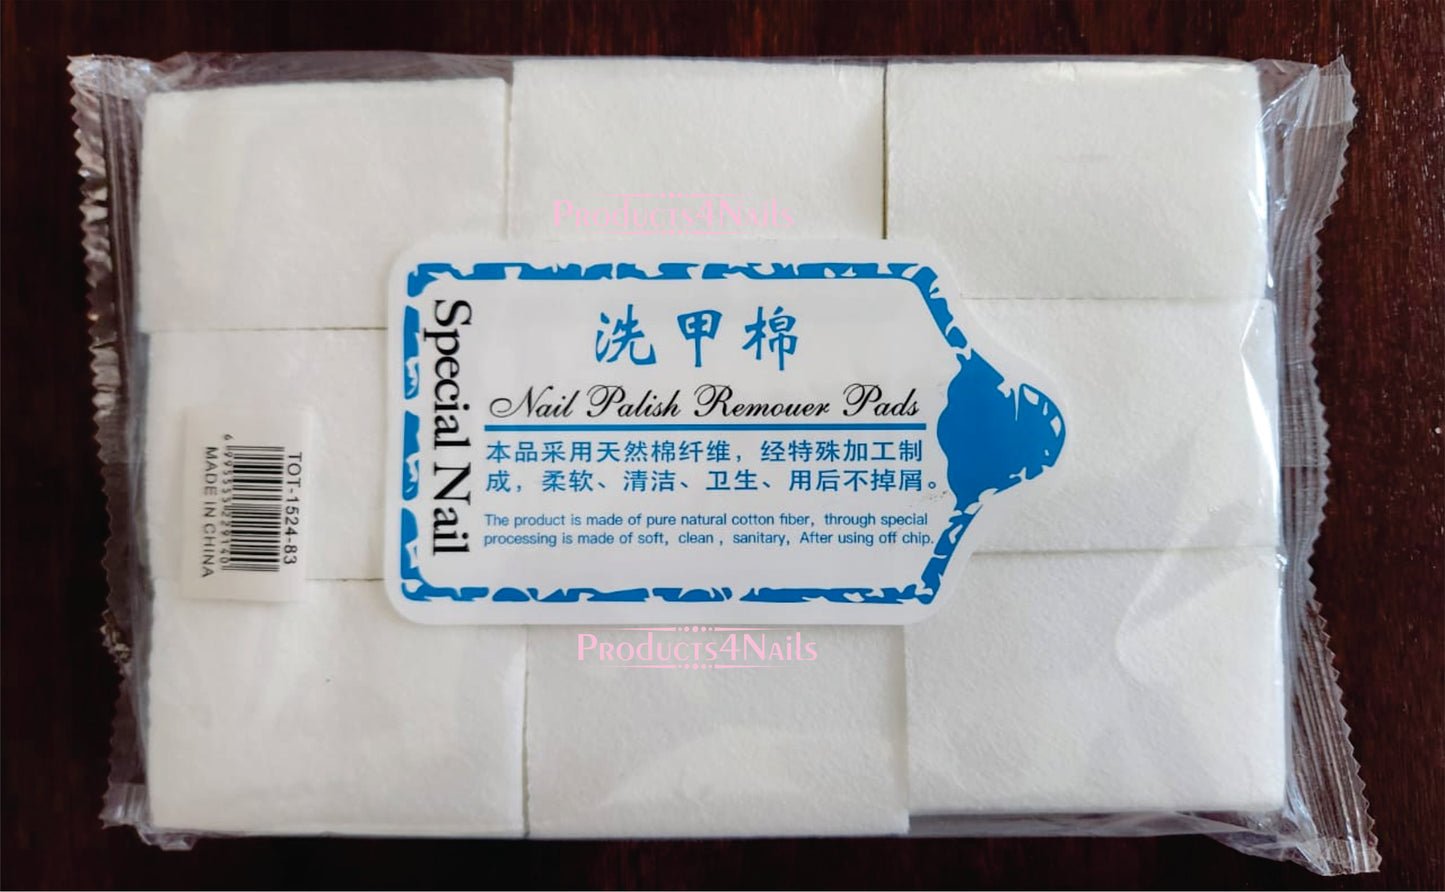 Products4Nails
洗甲棉
Special Nail
Nail Palish Remouer Pads
本品采用天然棉纤维，经特殊加工制
成，柔软、清洁、卫生、用后不掉屑。
The product is made of pure natural cotton fiber, through special
processing is made of soft, clean , sanitary, After using off chip.
TOT-1524-83
MADE IN CHINA
Products4Nails